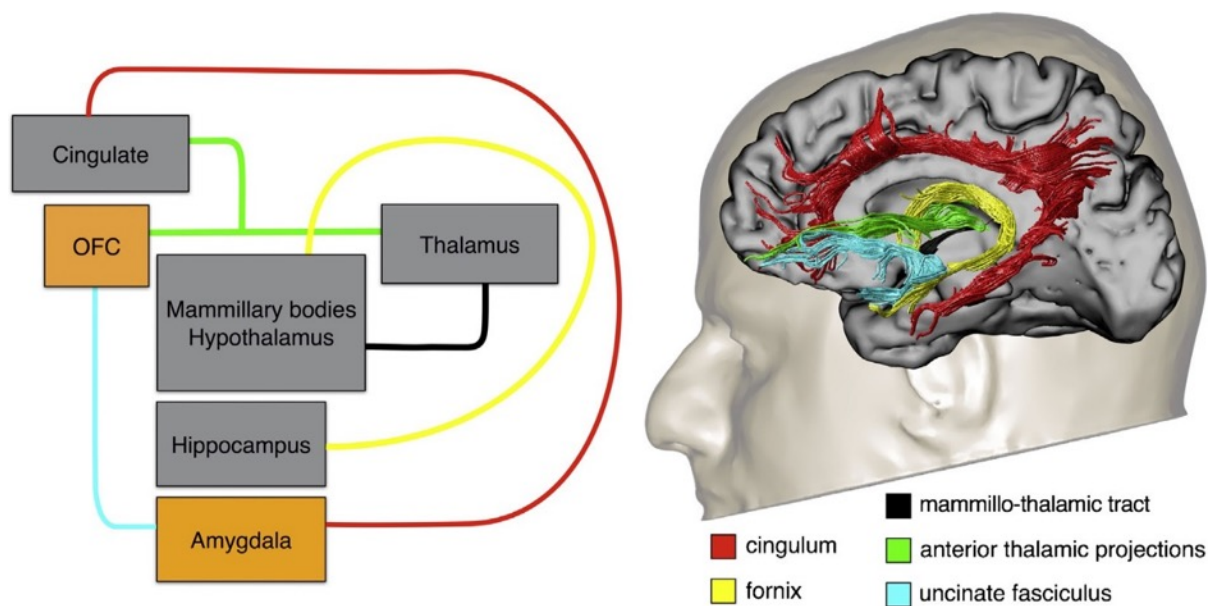 Cingulate
OFC
Thalamus
Mammillary bodies
Hypothalamus
Hippocampus
Amygdala
mammillo-thalamic tract
cingulum
anterior thalamic projections
fornix
uncinate fasciculus